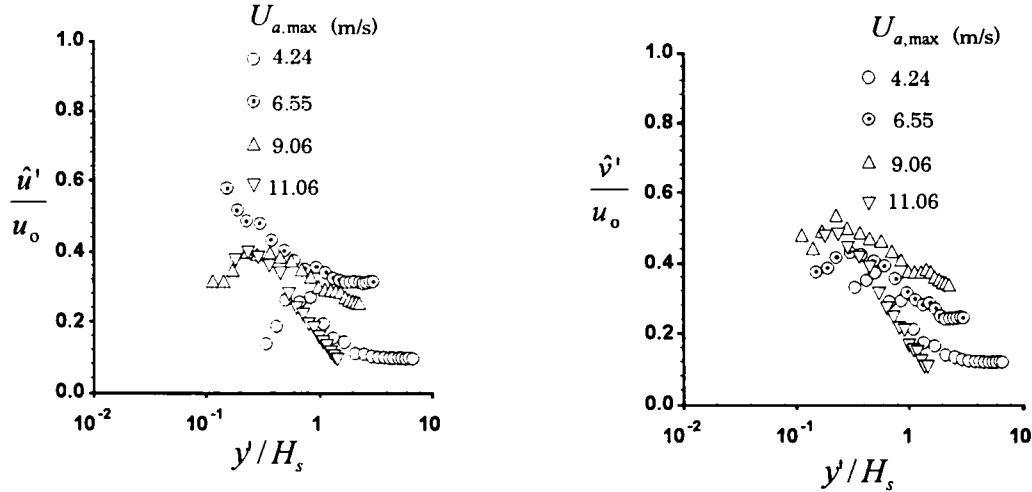 U_{a,max} (m/s)
○ 4.24
⊙ 6.55
△ 9.06
▽ 11.06
1.0
0.8
0.6
0.4
0.2
0.0
û' / u_o
10^{-2} 10^{-1} 1 10
y'/H_s
U_{a,max} (m/s)
○ 4.24
⊙ 6.55
△ 9.06
▽ 11.06
1.0
0.8
0.6
0.4
0.2
0.0
v̂' / u_o
10^{-2} 10^{-1} 1 10
y'/H_s